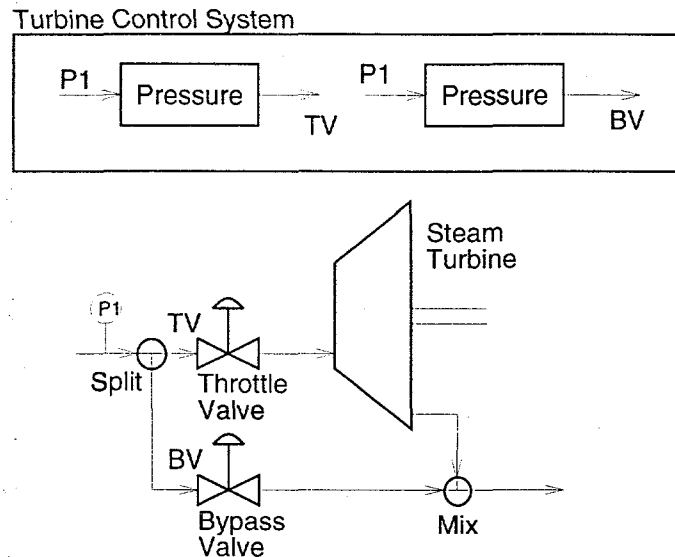 Turbine Control System
P1
Pressure
TV
P1
Pressure
BV
Steam
Turbine
P1
TV
Split
Throttle
Valve
BV
Bypass
Valve
Mix